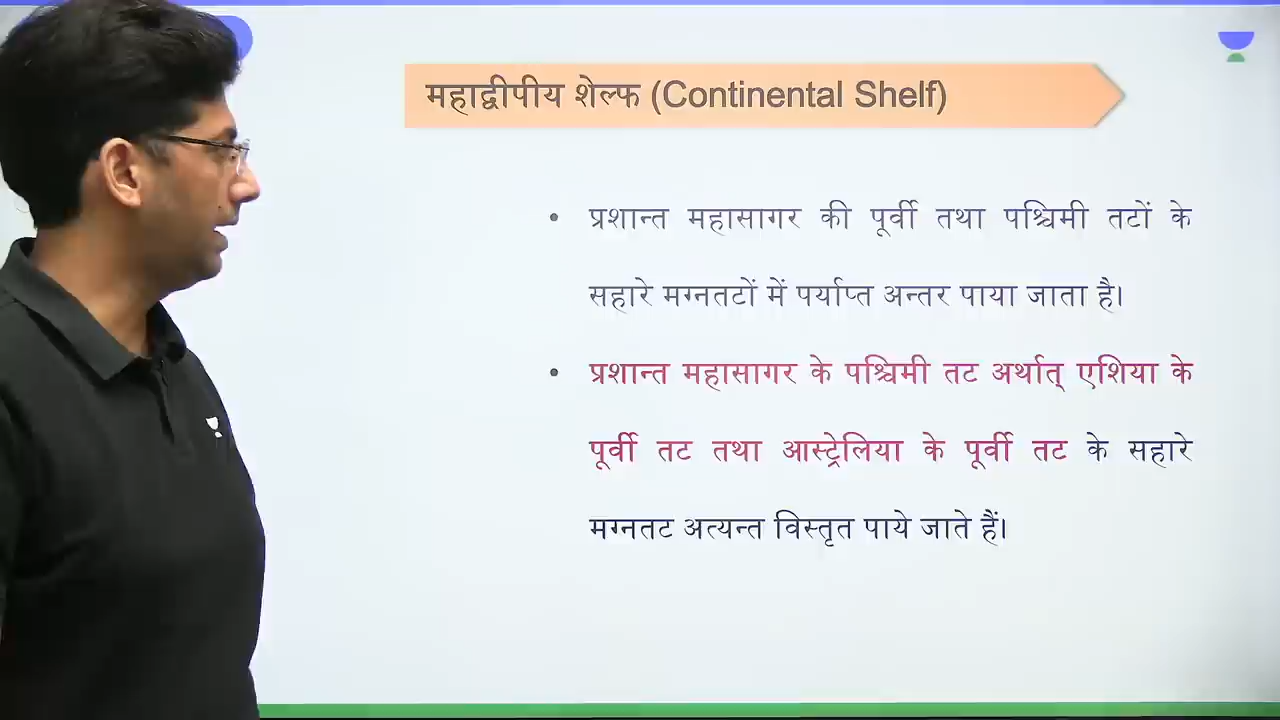 महाद्वीपीय शेल्फ (Continental Shelf)
• प्रशान्त महासागर की पूर्वी तथा पश्चिमी तटों के
सहारे मग्नतटों में पर्याप्त अन्तर पाया जाता है।
• प्रशान्त महासागर के पश्चिमी तट अर्थात् एशिया के
पूर्वी तट तथा आस्ट्रेलिया के पूर्वी तट के सहारे
मग्नतट अत्यन्त विस्तृत पाये जाते हैं।